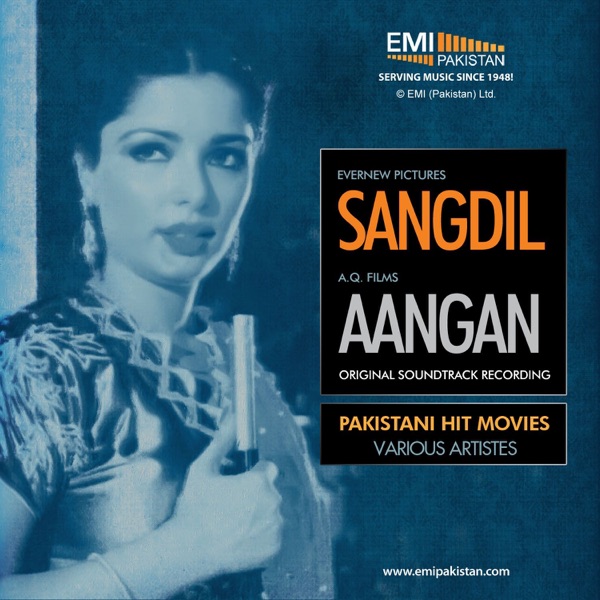 EMI
PAKISTAN
SERVING MUSIC SINCE 1948!
© EMI (Pakistan) Ltd.
EVERNEW PICTURES
SANGDIL
A.Q. FILMS
AANGAN
ORIGINAL SOUNDTRACK RECORDING
PAKISTANI HIT MOVIES
VARIOUS ARTISTES
www.emipakistan.com